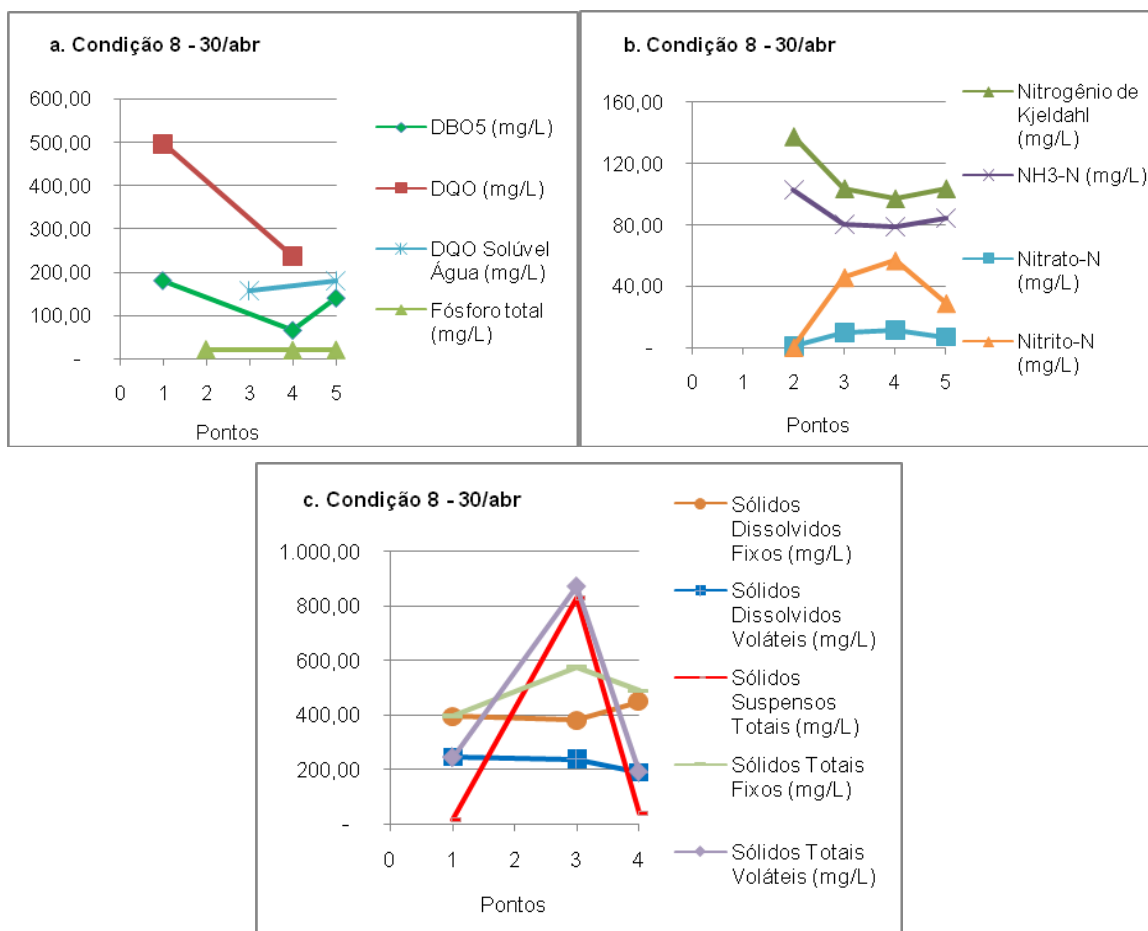 a. Condição 8 - 30/abr
600,00
500,00
400,00
300,00
200,00
100,00
-
0 1 2 3 4 5
Pontos
DBO5 (mg/L)
DQO (mg/L)
DQO Solúvel
Água (mg/L)
Fósforo total
(mg/L)
b. Condição 8 - 30/abr
160,00
120,00
80,00
40,00
-
0 1 2 3 4 5
Pontos
Nitrogênio de
Kjeldahl
(mg/L)
NH3-N (mg/L)
Nitrato-N
(mg/L)
Nitrito-N
(mg/L)
c. Condição 8 - 30/abr
1.000,00
800,00
600,00
400,00
200,00
-
0 1 2 3 4
Pontos
Sólidos
Dissolvidos
Fixos (mg/L)
Sólidos
Dissolvidos
Voláteis (mg/L)
Sólidos
Suspensos
Totais (mg/L)
Sólidos Totais
Fixos (mg/L)
Sólidos Totais
Voláteis (mg/L)